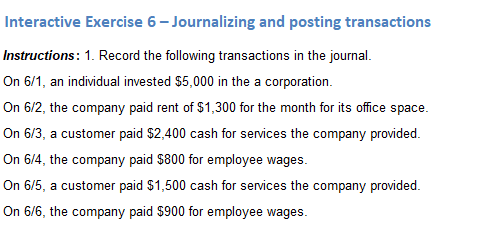 Interactive Exercise 6 – Journalizing and posting transactions
Instructions: 1. Record the following transactions in the journal.
On 6/1, an individual invested $5,000 in the a corporation.
On 6/2, the company paid rent of $1,300 for the month for its office space.
On 6/3, a customer paid $2,400 cash for services the company provided.
On 6/4, the company paid $800 for employee wages.
On 6/5, a customer paid $1,500 cash for services the company provided.
On 6/6, the company paid $900 for employee wages.